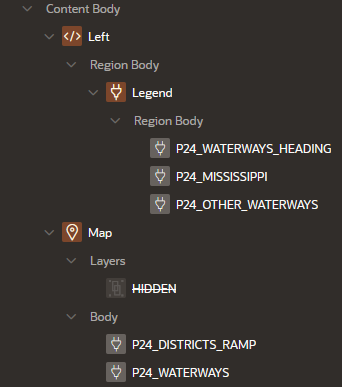 Content Body
Left
Region Body
Legend
Region Body
P24_WATERWAYS_HEADING
P24_MISSISSIPPI
P24_OTHER_WATERWAYS
Map
Layers
HIDDEN
Body
P24_DISTRICTS_RAMP
P24_WATERWAYS